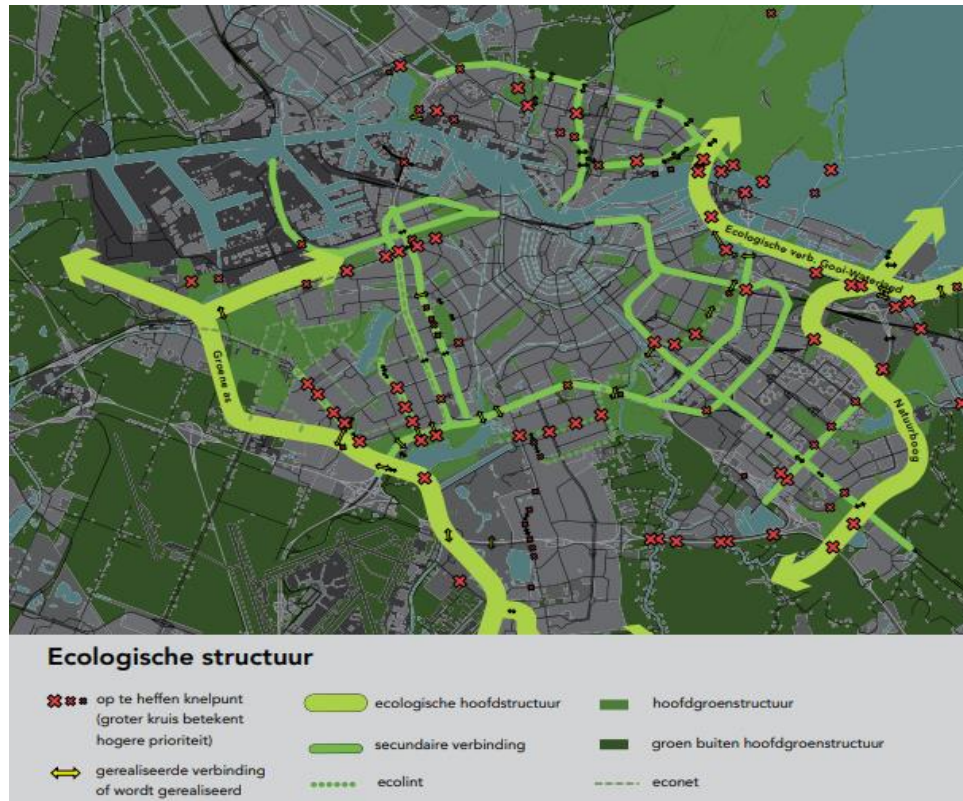 Ecologische verb. Gooi-Waterland
Groene as
Natuurboog
Ecologische structuur
op te heffen knelpunt
(groter kruis betekent
hogere prioriteit)
gerealiseerde verbinding
of wordt gerealiseerd
ecologische hoofdstructuur
secundaire verbinding
ecolint
hoofdgroenstructuur
groen buiten hoofdgroenstructuur
econet